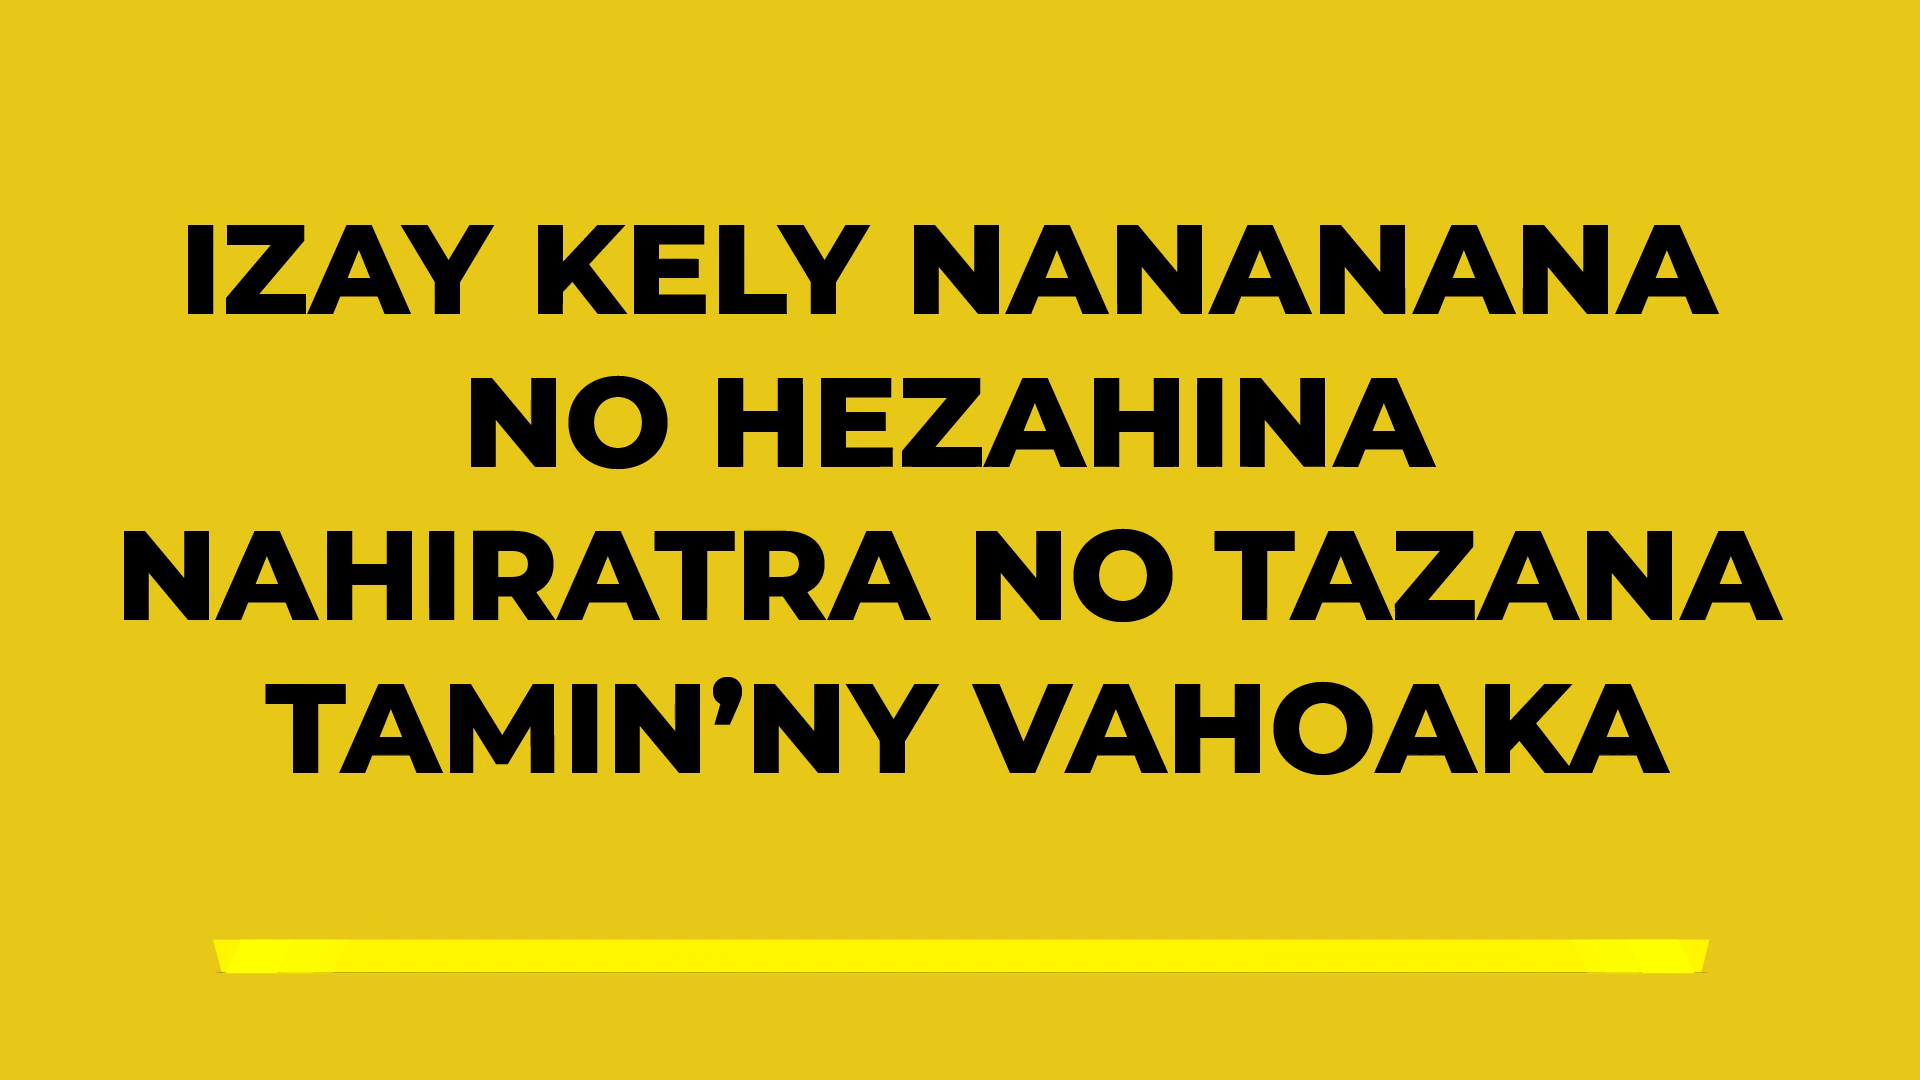 IZAY KELY NANANANA
NO HEZAHINA
NAHIRATRA NO TAZANA
TAMIN’NY VAHOAKA